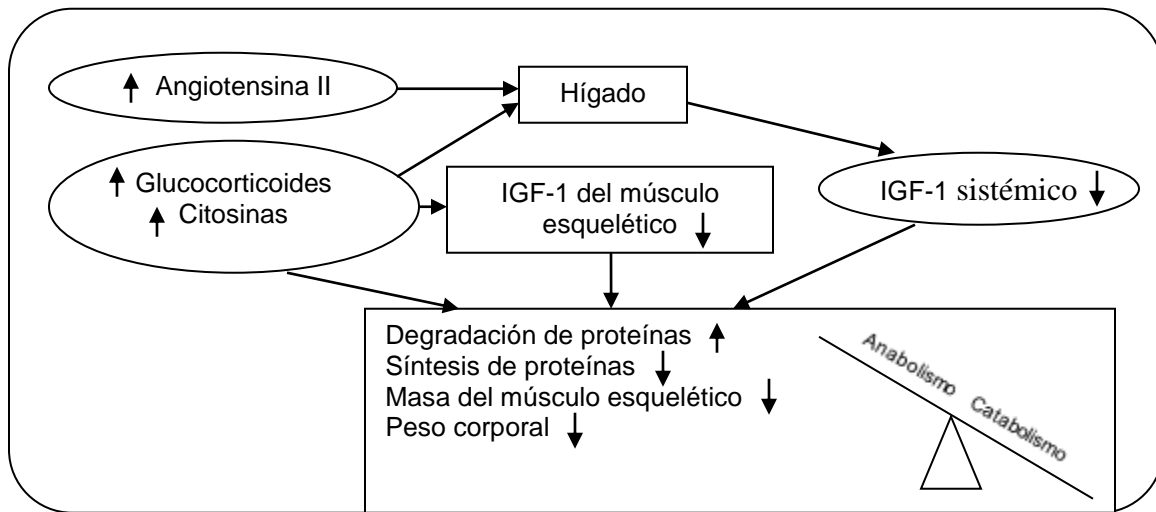 Angiotensina II
Hígado
Glucocorticoides
Citosinas
IGF-1 del músculo
esquelético
IGF-1 sistémico
Degradación de proteínas
Síntesis de proteínas
Masa del músculo esquelético
Peso corporal
Anabolismo Catabolismo